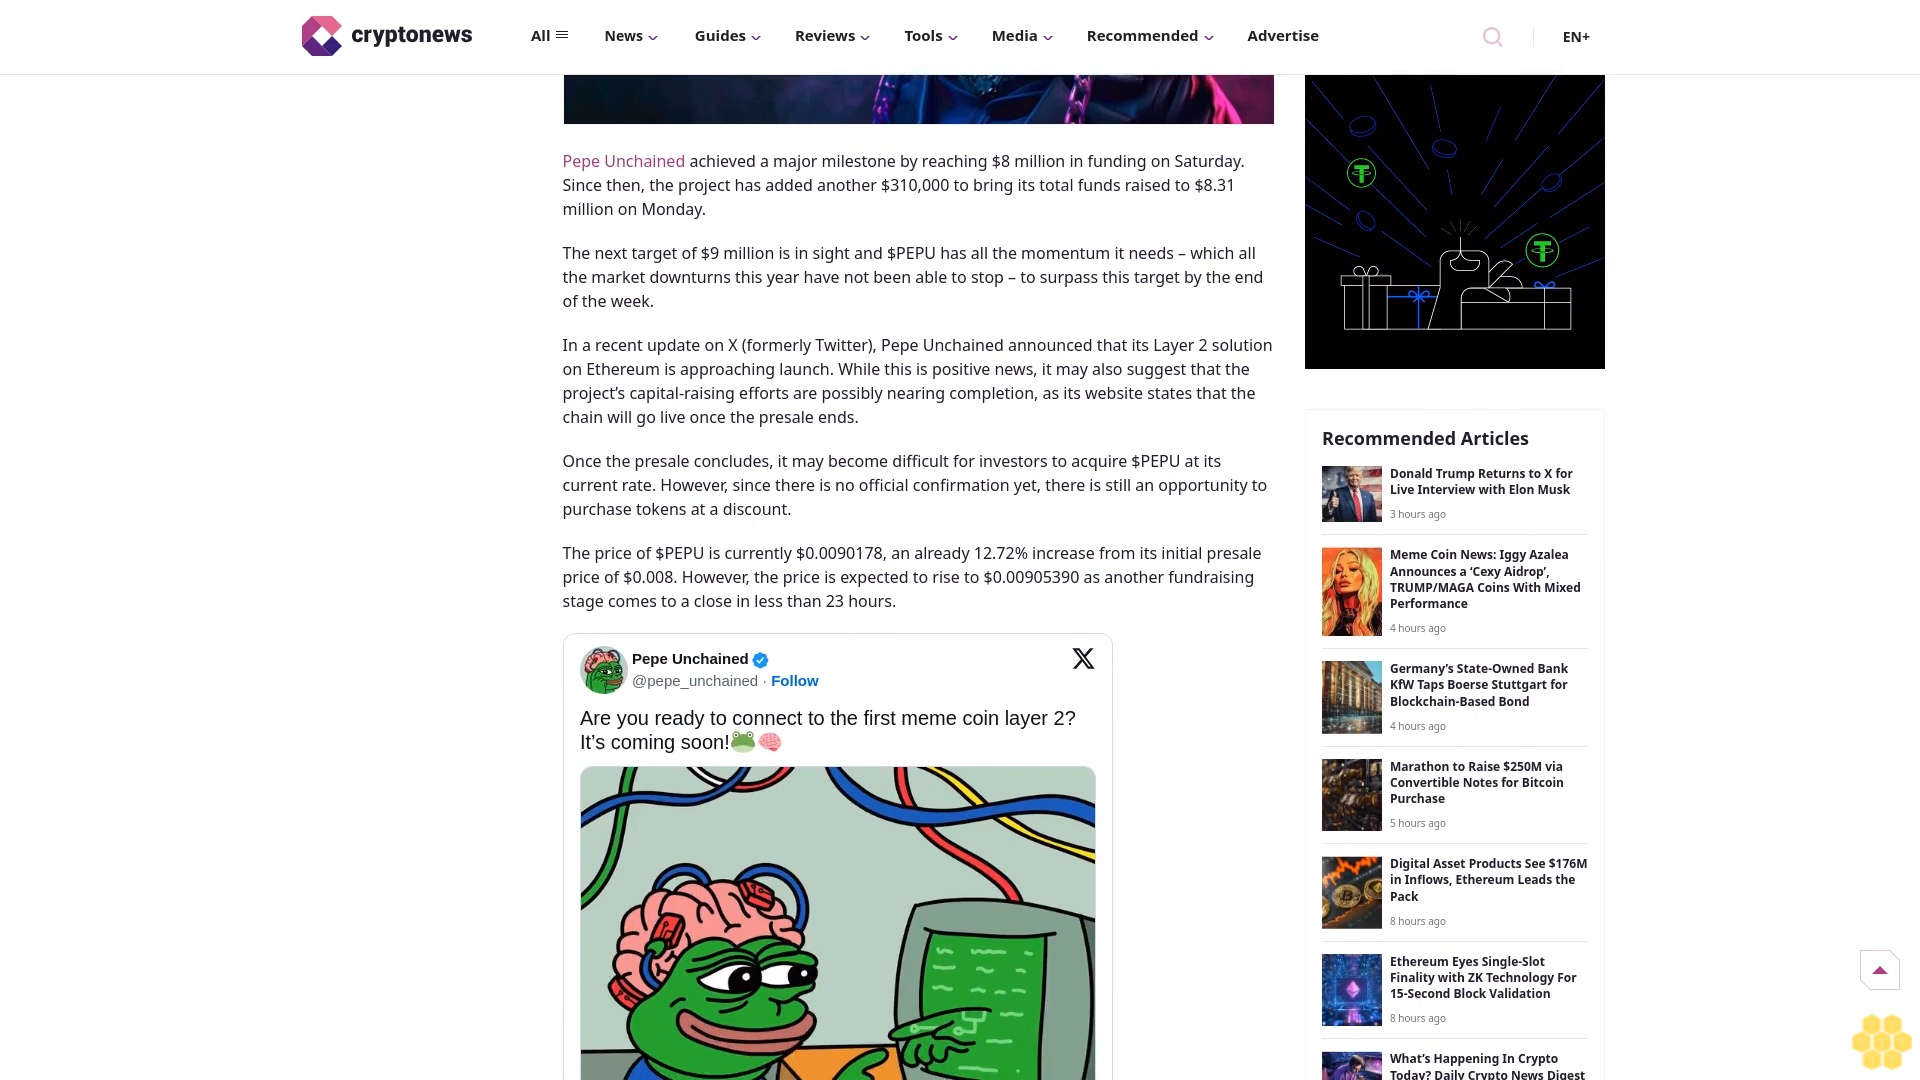 cryptonews
All
News
Guides
Reviews
Tools
Media
Recommended
Advertise
EN+
Pepe Unchained achieved a major milestone by reaching $8 million in funding on Saturday.
Since then, the project has added another $310,000 to bring its total funds raised to $8.31
million on Monday.
The next target of $9 million is in sight and $PEPU has all the momentum it needs – which all
the market downturns this year have not been able to stop – to surpass this target by the end
of the week.
In a recent update on X (formerly Twitter), Pepe Unchained announced that its Layer 2 solution
on Ethereum is approaching launch. While this is positive news, it may also suggest that the
project’s capital-raising efforts are possibly nearing completion, as its website states that the
chain will go live once the presale ends.
Once the presale concludes, it may become difficult for investors to acquire $PEPU at its
current rate. However, since there is no official confirmation yet, there is still an opportunity to
purchase tokens at a discount.
The price of $PEPU is currently $0.0090178, an already 12.72% increase from its initial presale
price of $0.008. However, the price is expected to rise to $0.00905390 as another fundraising
stage comes to a close in less than 23 hours.
Pepe Unchained
@pepe_unchained · Follow
Are you ready to connect to the first meme coin layer 2?
It’s coming soon!🐸🧠
Recommended Articles
Donald Trump Returns to X for
Live Interview with Elon Musk
3 hours ago
Meme Coin News: Iggy Azalea
Announces a ‘Cexy Aidrop’,
TRUMP/MAGA Coins With Mixed
Performance
4 hours ago
Germany’s State-Owned Bank
KfW Taps Boerse Stuttgart for
Blockchain-Based Bond
4 hours ago
Marathon to Raise $250M via
Convertible Notes for Bitcoin
Purchase
5 hours ago
Digital Asset Products See $176M
in Inflows, Ethereum Leads the
Pack
8 hours ago
Ethereum Eyes Single-Slot
Finality with ZK Technology For
15-Second Block Validation
8 hours ago
What’s Happening In Crypto
Today? Daily Crypto News Digest